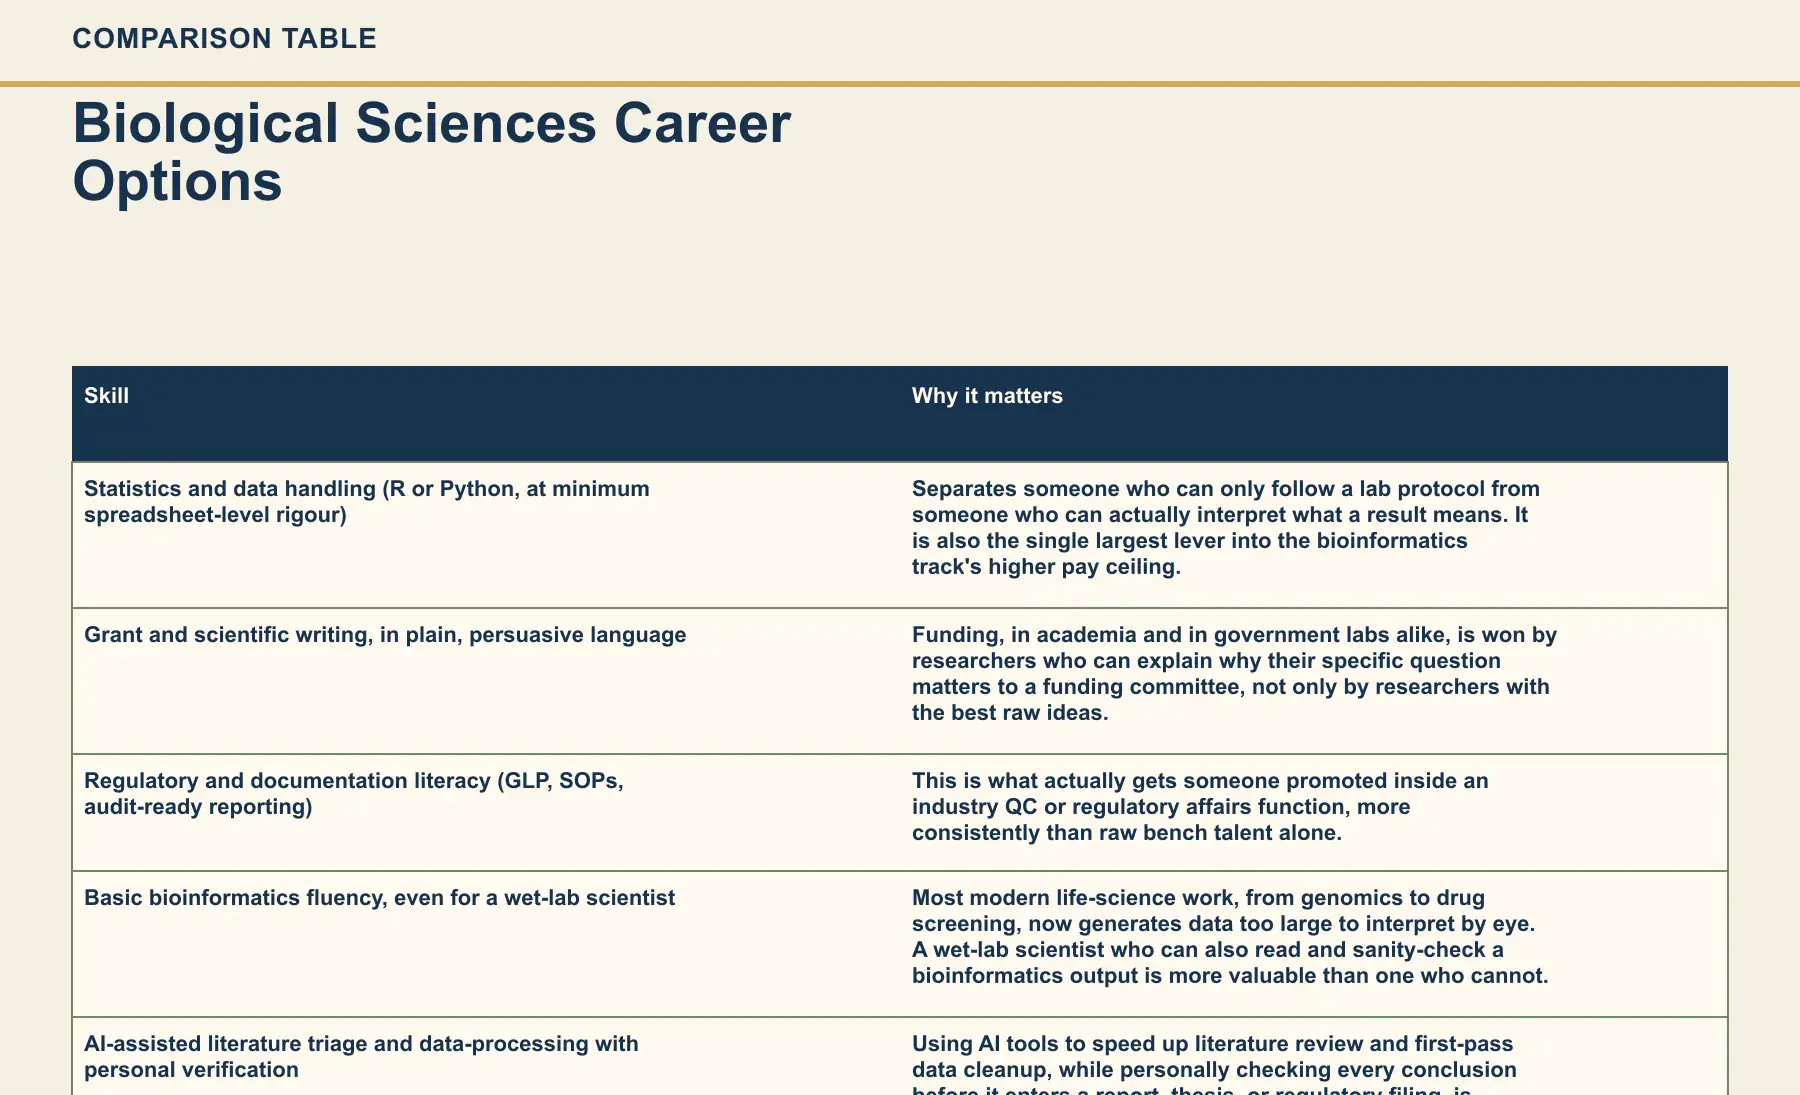 COMPARISON TABLE
Biological Sciences Career
Options
Skill
Why it matters
Statistics and data handling (R or Python, at minimum
spreadsheet-level rigour)
Separates someone who can only follow a lab protocol from
someone who can actually interpret what a result means. It
is also the single largest lever into the bioinformatics
track's higher pay ceiling.
Grant and scientific writing, in plain, persuasive language
Funding, in academia and in government labs alike, is won by
researchers who can explain why their specific question
matters to a funding committee, not only by researchers with
the best raw ideas.
Regulatory and documentation literacy (GLP, SOPs,
audit-ready reporting)
This is what actually gets someone promoted inside an
industry QC or regulatory affairs function, more
consistently than raw bench talent alone.
Basic bioinformatics fluency, even for a wet-lab scientist
Most modern life-science work, from genomics to drug
screening, now generates data too large to interpret by eye.
A wet-lab scientist who can also read and sanity-check a
bioinformatics output is more valuable than one who cannot.
AI-assisted literature triage and data-processing with
personal verification
Using AI tools to speed up literature review and first-pass
data cleanup, while personally checking every conclusion
before it enters a report, thesis, or regulatory filing, is